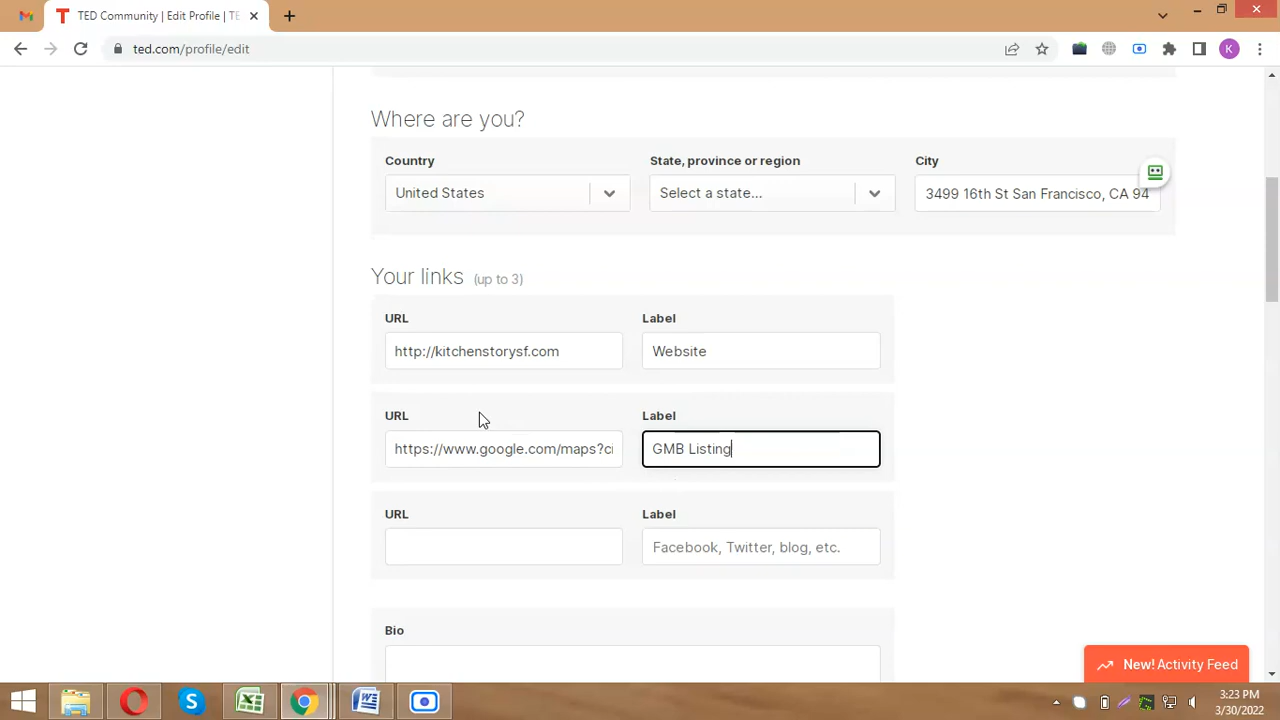 TED Community | Edit Profile | TE
ted.com/profile/edit
K
Where are you?
Country
State, province or region
City
United States
Select a state...
3499 16th St San Francisco, CA 94
Your links (up to 3)
URL
Label
http://kitchenstorysf.com
Website
URL
Label
https://www.google.com/maps?ci
GMB Listing
URL
Label
Facebook, Twitter, blog, etc.
Bio
New! Activity Feed
3:23 PM
3/30/2022